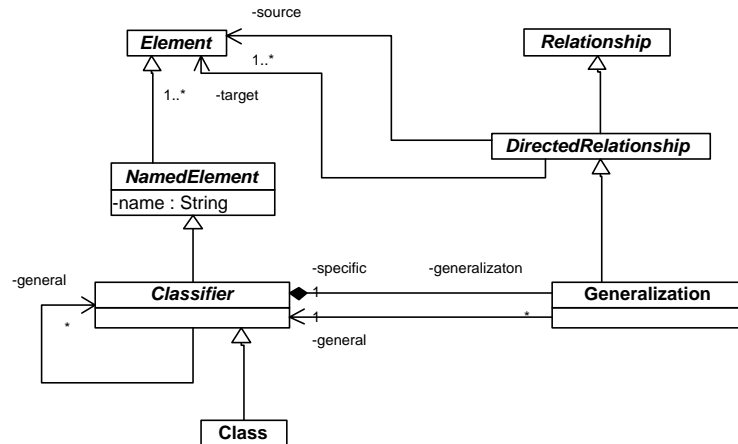 -source
Element
Relationship
1..*
1..*
-target
DirectedRelationship
NamedElement
-name : String
-general
-specific
-generalizaton
Classifier
1
Generalization
*
1
*
-general
Class